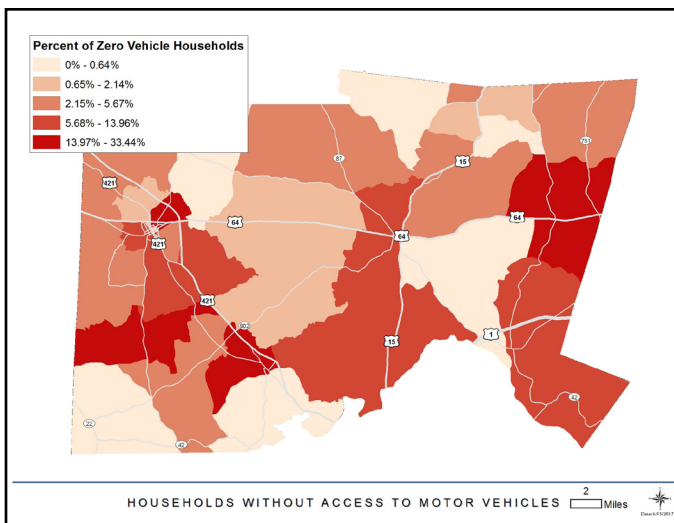 Percent of Zero Vehicle Households
0% - 0.64%
0.65% - 2.14%
2.15% - 5.67%
5.68% - 13.96%
13.97% - 33.44%
87
15
751
421
64
64
64
421
421
902
1
15
42
22
42
HOUSEHOLDS WITHOUT ACCESS TO MOTOR VEHICLES
2
Miles